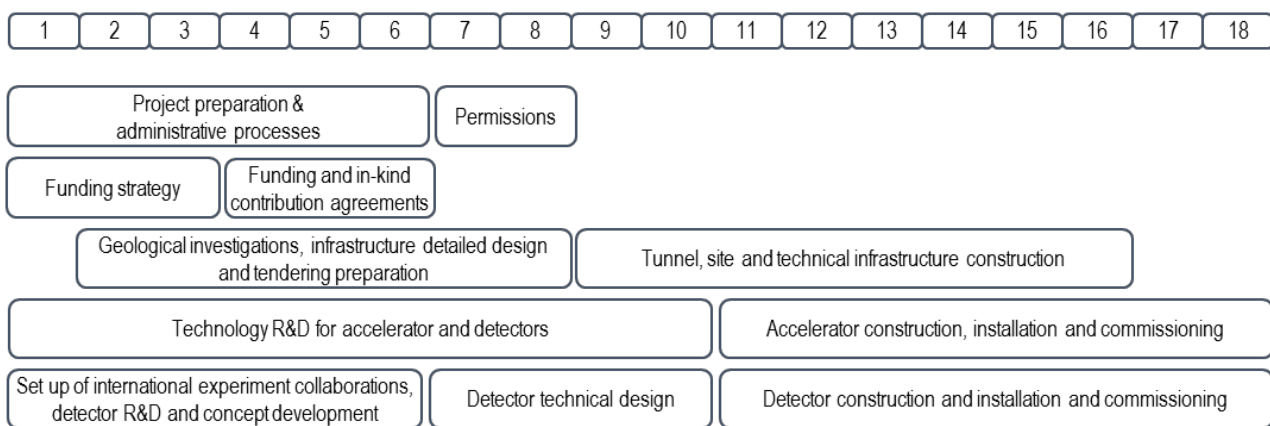 1 2 3 4 5 6 7 8 9 10 11 12 13 14 15 16 17 18
Project preparation &
administrative processes
Permissions
Funding strategy
Funding and in-kind
contribution agreements
Geological investigations, infrastructure detailed design
and tendering preparation
Tunnel, site and technical infrastructure construction
Technology R&D for accelerator and detectors
Accelerator construction, installation and commissioning
Set up of international experiment collaborations,
detector R&D and concept development
Detector technical design
Detector construction and installation and commissioning